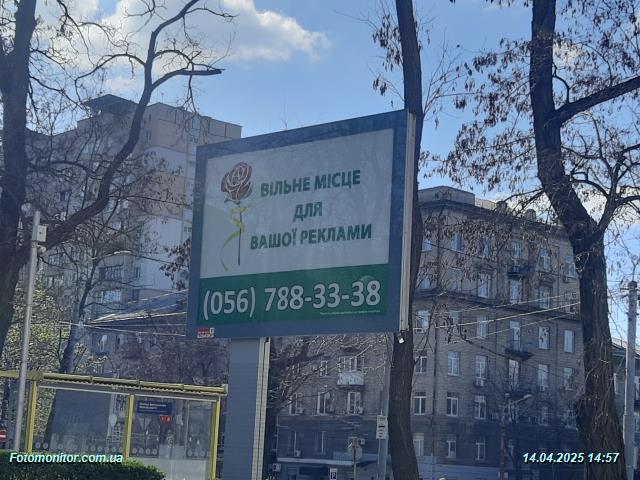 ВІЛЬНЕ МІСЦЕ
ДЛЯ
ВАШОЇ РЕКЛАМИ
(056) 788-33-38
Fotomonitor.com.ua
14.04.2025 14:57